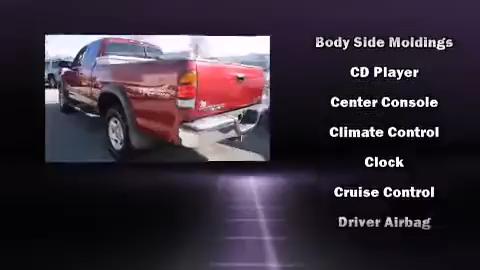 Body Side Moldings
CD Player
Center Console
Climate Control
Clock
Cruise Control
Driver Airbag